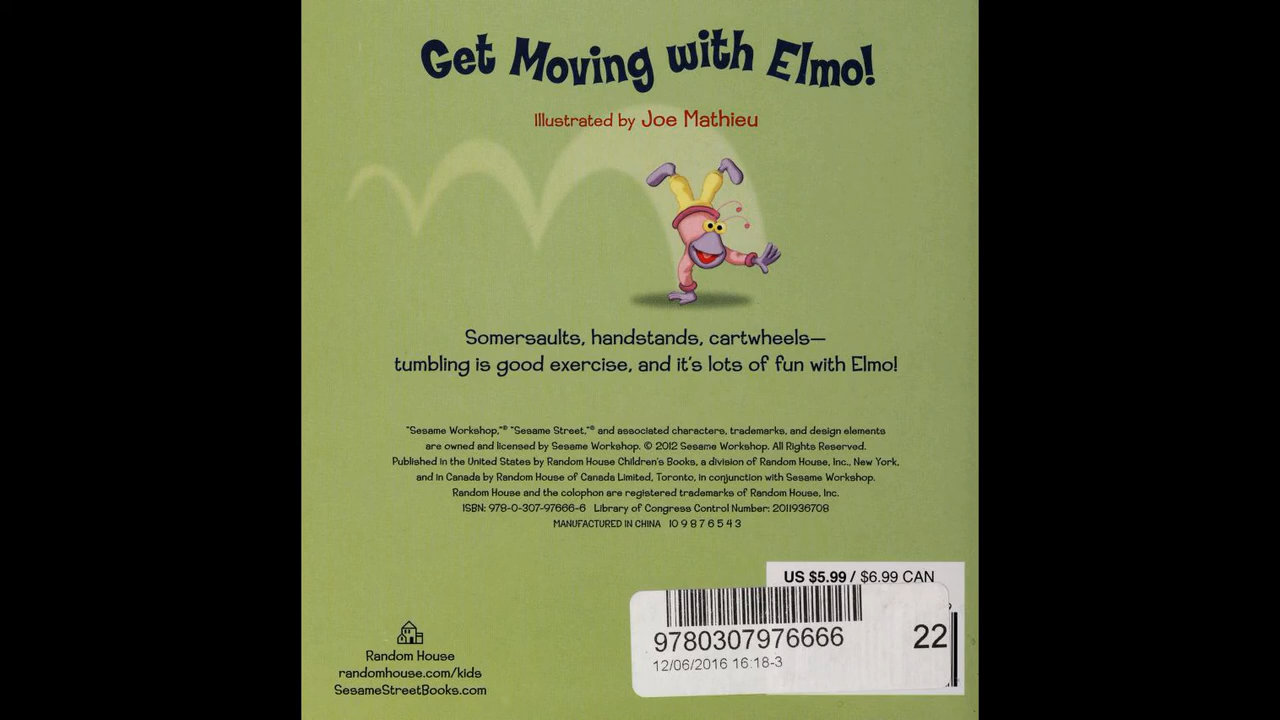 Get Moving with Elmo!
Illustrated by Joe Mathieu
Somersaults, handstands, cartwheels—
tumbling is good exercise, and it's lots of fun with Elmo!
"Sesame Workshop,"® "Sesame Street,"® and associated characters, trademarks, and design elements
are owned and licensed by Sesame Workshop. © 2012 Sesame Workshop. All Rights Reserved.
Published in the United States by Random House Children's Books, a division of Random House, Inc., New York,
and in Canada by Random House of Canada Limited, Toronto, in conjunction with Sesame Workshop.
Random House and the colophon are registered trademarks of Random House, Inc.
ISBN: 978-0-307-97666-6 Library of Congress Control Number: 2011936708
MANUFACTURED IN CHINA 10 9 8 7 6 5 4 3
US $5.99 / $6.99 CAN
9780307976666 22
12/06/2016 16:18-3
Random House
randomhouse.com/kids
SesameStreetBooks.com